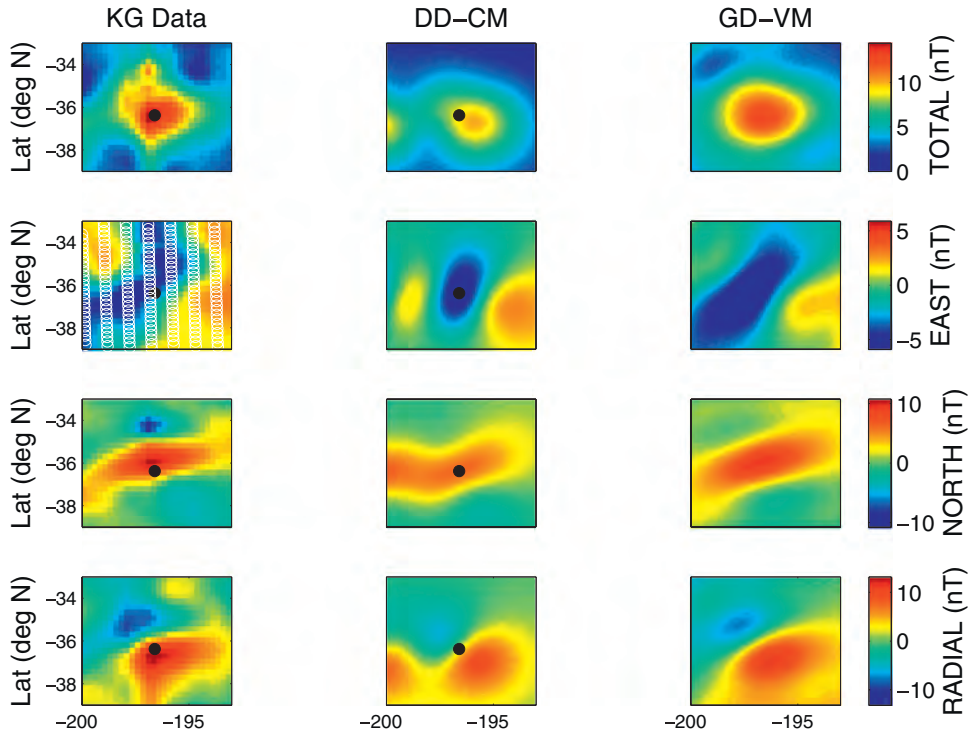 KG Data DD–CM GD–VM
Lat (deg N) –34 –36 –38 10 5 0 TOTAL (nT)
Lat (deg N) –34 –36 –38 5 0 –5 EAST (nT)
Lat (deg N) –34 –36 –38 10 0 –10 NORTH (nT)
Lat (deg N) –34 –36 –38 10 0 –10 RADIAL (nT)
–200 –195 –200 –195 –200 –195